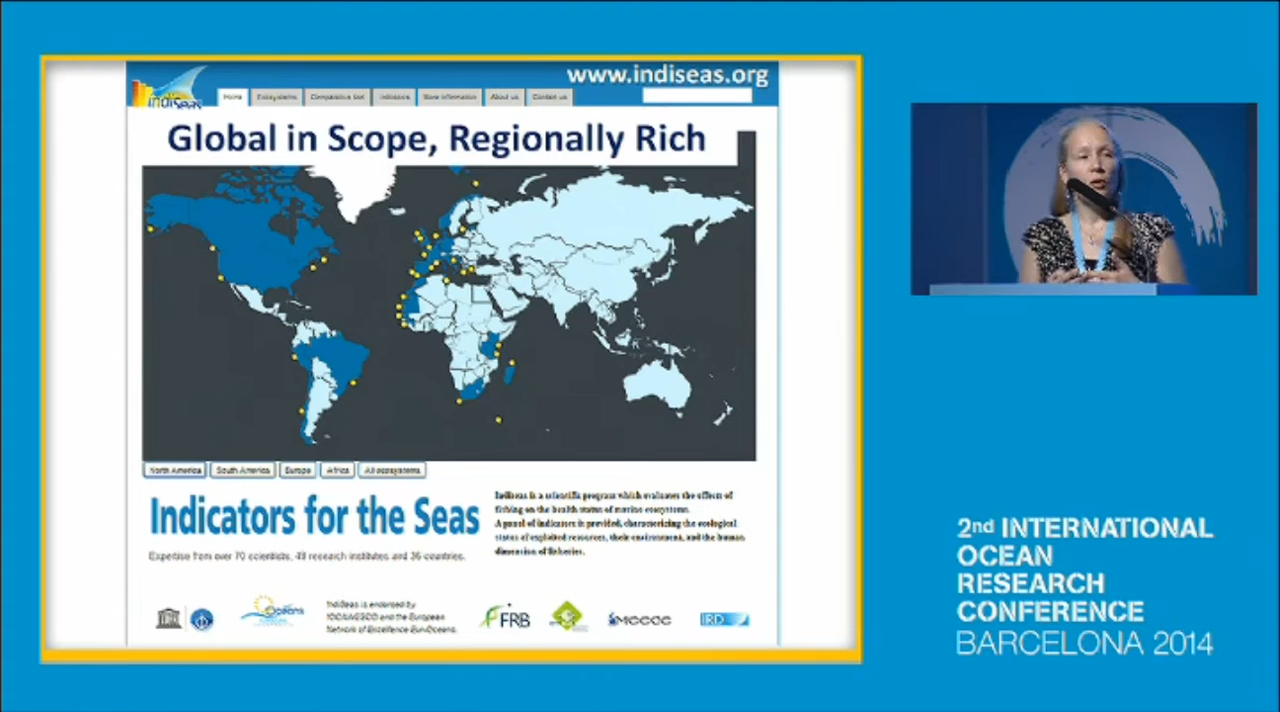 www.indiseas.org
IndiSeas
Home Ecosystems Comparative tool Indicators More information About us Contact us
Global in Scope, Regionally Rich
North America South America Europe Africa All ecosystems
Indicators for the Seas
Expertise from over 70 scientists, 49 research institutes and 36 countries.
IndiSeas is a scientific program which evaluates the effects of
fishing on the health status of marine ecosystems.
A panel of indicators is provided, characterizing the ecological
status of exploited resources, their environment, and the human
dimension of fisheries.
IndiSeas is endorsed by
IOC/UNESCO and the European
Network of Excellence Eur-Oceans.
FRB
MCCCC
IRD
2nd INTERNATIONAL
OCEAN
RESEARCH
CONFERENCE
BARCELONA 2014